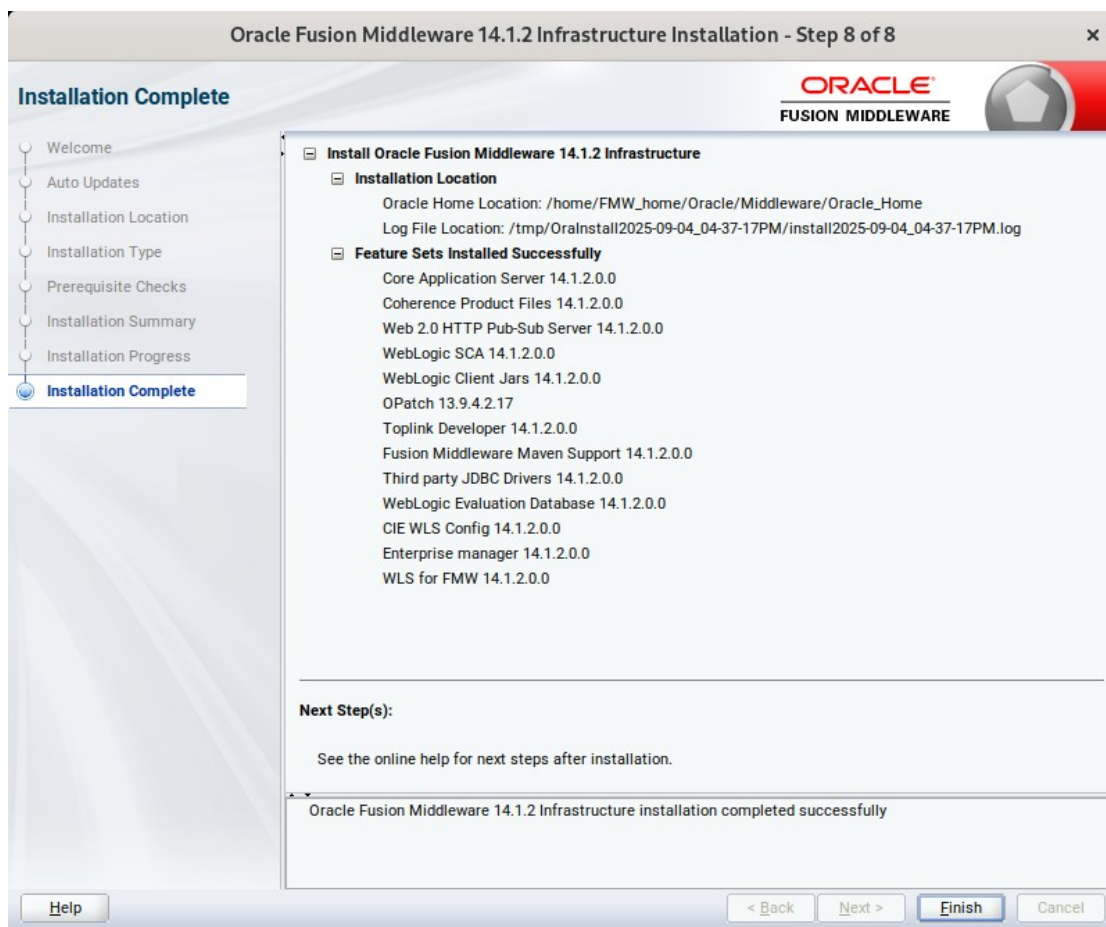 Oracle Fusion Middleware 14.1.2 Infrastructure Installation - Step 8 of 8
×
Installation Complete
ORACLE
FUSION MIDDLEWARE
Welcome
Auto Updates
Installation Location
Installation Type
Prerequisite Checks
Installation Summary
Installation Progress
Installation Complete
Install Oracle Fusion Middleware 14.1.2 Infrastructure
Installation Location
Oracle Home Location: /home/FMW_home/Oracle/Middleware/Oracle_Home
Log File Location: /tmp/OraInstall2025-09-04_04-37-17PM/install2025-09-04_04-37-17PM.log
Feature Sets Installed Successfully
Core Application Server 14.1.2.0.0
Coherence Product Files 14.1.2.0.0
Web 2.0 HTTP Pub-Sub Server 14.1.2.0.0
WebLogic SCA 14.1.2.0.0
WebLogic Client Jars 14.1.2.0.0
OPatch 13.9.4.2.17
Toplink Developer 14.1.2.0.0
Fusion Middleware Maven Support 14.1.2.0.0
Third party JDBC Drivers 14.1.2.0.0
WebLogic Evaluation Database 14.1.2.0.0
CIE WLS Config 14.1.2.0.0
Enterprise manager 14.1.2.0.0
WLS for FMW 14.1.2.0.0
Next Step(s):
See the online help for next steps after installation.
Oracle Fusion Middleware 14.1.2 Infrastructure installation completed successfully
Help
< Back
Next >
Finish
Cancel